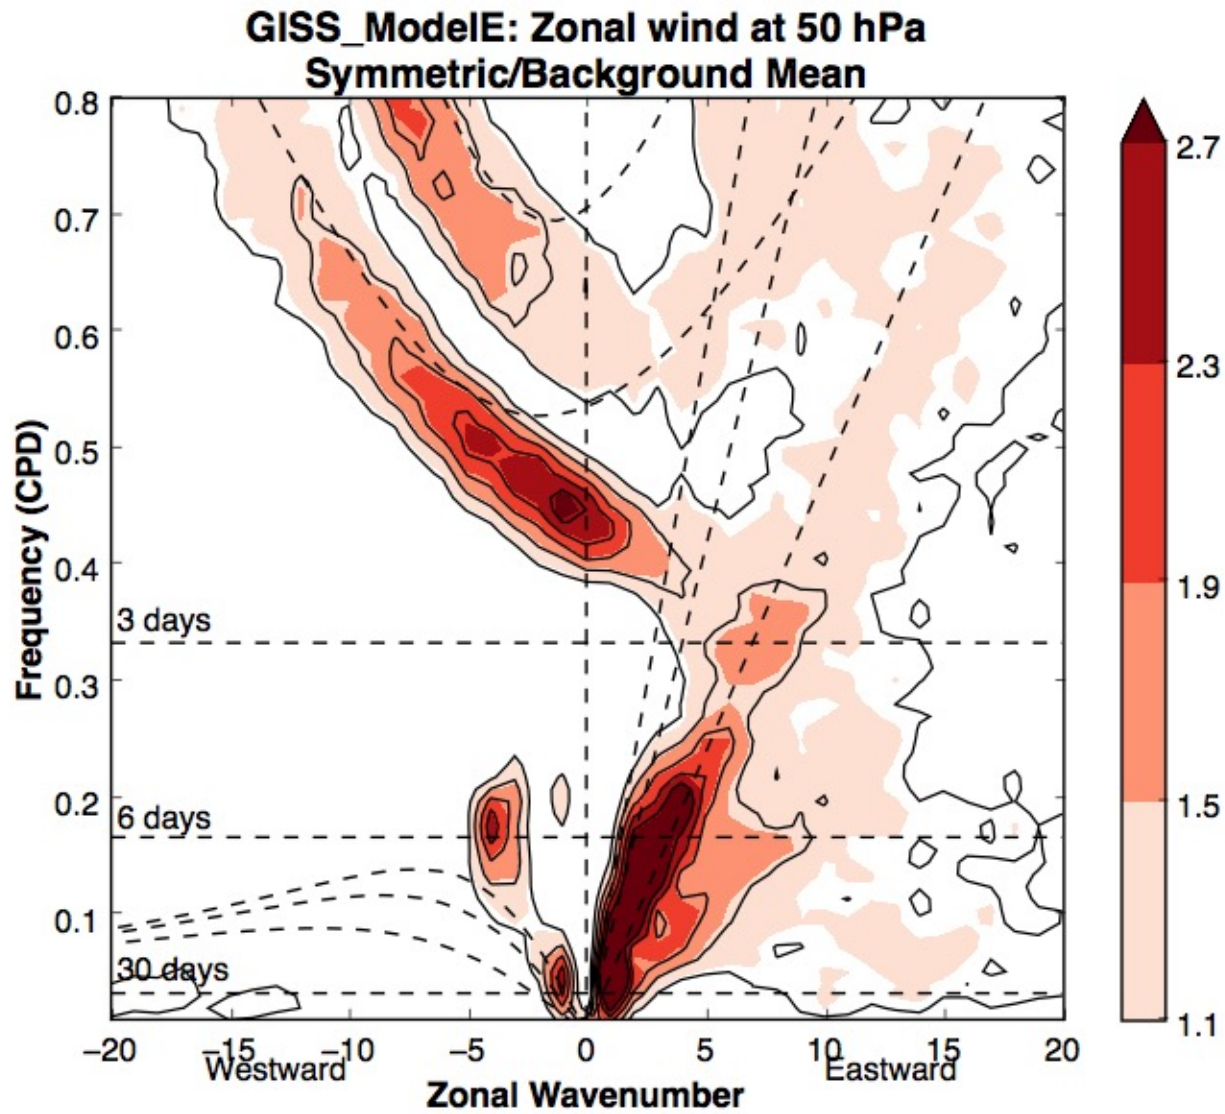 GISS_ModelE: Zonal wind at 50 hPa
Symmetric/Background Mean
0.8
0.7
0.6
0.5
0.4
0.3
0.2
0.1
Frequency (CPD)
3 days
6 days
30 days
−20 −15 −10 −5 0 5 10 15 20
Westward Eastward
Zonal Wavenumber
2.7
2.3
1.9
1.5
1.1